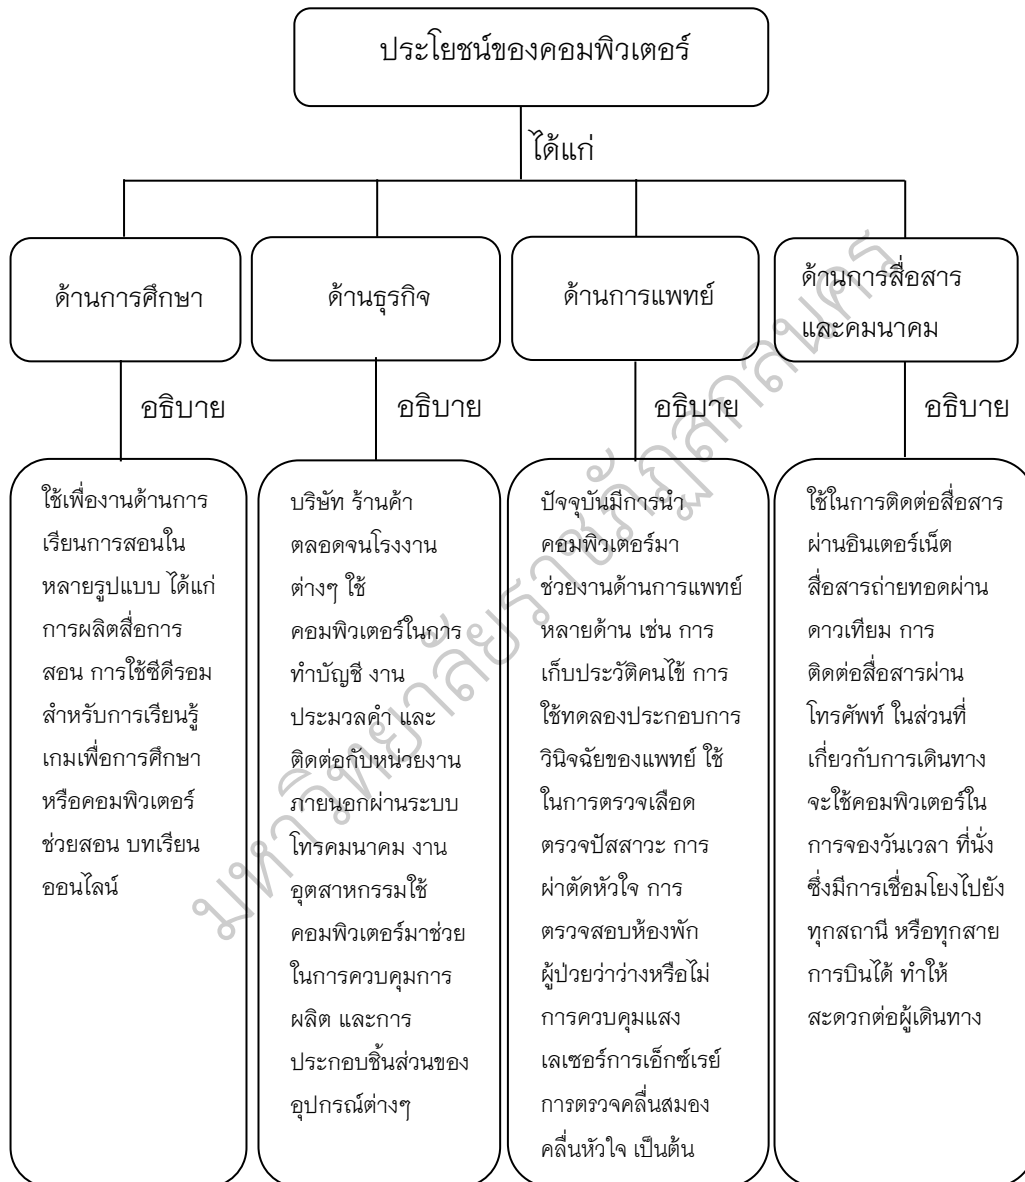 ประโยชน์ของคอมพิวเตอร์
ได้แก่
ด้านการศึกษา
ด้านธุรกิจ
ด้านการแพทย์
ด้านการสื่อสาร
และคมนาคม
อธิบาย
อธิบาย
อธิบาย
อธิบาย
ใช้เพื่องานด้านการ
เรียนการสอนใน
หลายรูปแบบ ได้แก่
การผลิตสื่อการ
สอน การใช้ซีดีรอม
สำหรับการเรียนรู้
เกมเพื่อการศึกษา
หรือคอมพิวเตอร์
ช่วยสอน บทเรียน
ออนไลน์
บริษัท ร้านค้า
ตลอดจนโรงงาน
ต่างๆ ใช้
คอมพิวเตอร์ในการ
ทำบัญชี งาน
ประมวลคำ และ
ติดต่อกับหน่วยงาน
ภายนอกผ่านระบบ
โทรคมนาคม งาน
อุตสาหกรรมใช้
คอมพิวเตอร์มาช่วย
ในการควบคุมการ
ผลิต และการ
ประกอบชิ้นส่วนของ
อุปกรณ์ต่างๆ
ปัจจุบันมีการนำ
คอมพิวเตอร์มา
ช่วยงานด้านการแพทย์
หลายด้าน เช่น การ
เก็บประวัติคนไข้ การ
ใช้ทดลองประกอบการ
วินิจฉัยของแพทย์ ใช้
ในการตรวจเลือด
ตรวจปัสสาวะ การ
ผ่าตัดหัวใจ การ
ตรวจสอบห้องพัก
ผู้ป่วยว่าว่างหรือไม่
การควบคุมแสง
เลเซอร์การเอ็กซ์เรย์
การตรวจคลื่นสมอง
คลื่นหัวใจ เป็นต้น
ใช้ในการติดต่อสื่อสาร
ผ่านอินเตอร์เน็ต
สื่อสารถ่ายทอดผ่าน
ดาวเทียม การ
ติดต่อสื่อสารผ่าน
โทรศัพท์ ในส่วนที่
เกี่ยวกับการเดินทาง
จะใช้คอมพิวเตอร์ใน
การจองวันเวลา ที่นั่ง
ซึ่งมีการเชื่อมโยงไปยัง
ทุกสถานี หรือทุกสาย
การบินได้ ทำให้
สะดวกต่อผู้เดินทาง
มหาวิทยาลัยราชภัฏสกลนคร